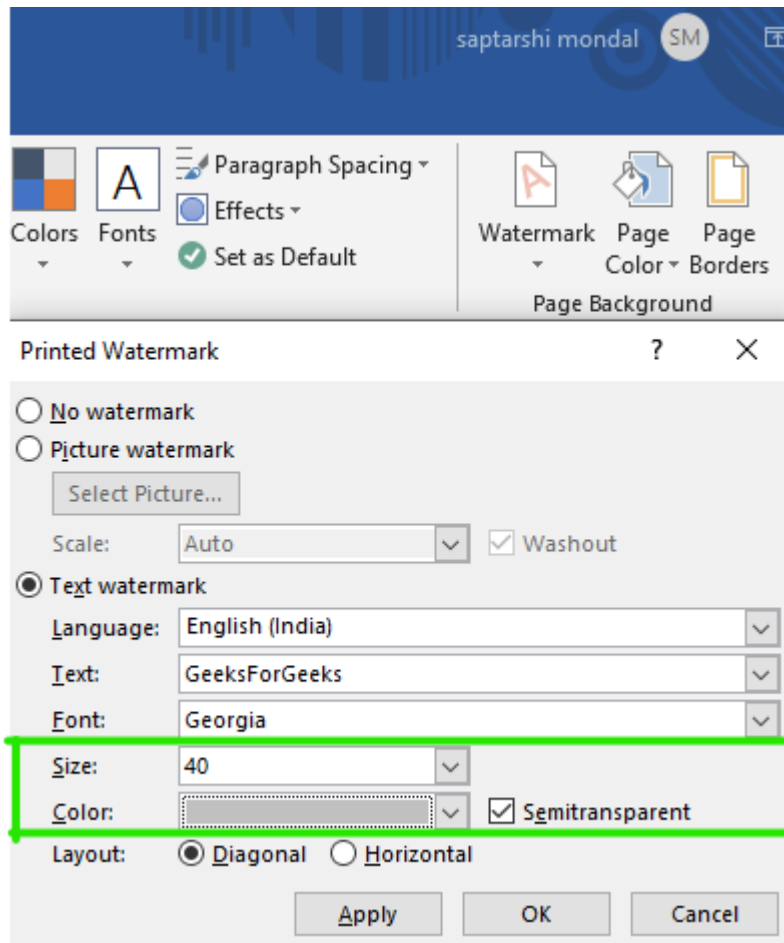 saptarshi mondal SM
Paragraph Spacing
Effects
Set as Default
Colors Fonts
Watermark Page Color Page Borders
Page Background
Printed Watermark ? X
No watermark
Picture watermark
Select Picture...
Scale: Auto Washout
Text watermark
Language: English (India)
Text: GeeksForGeeks
Font: Georgia
Size: 40
Color: Semitransparent
Layout: Diagonal Horizontal
Apply OK Cancel